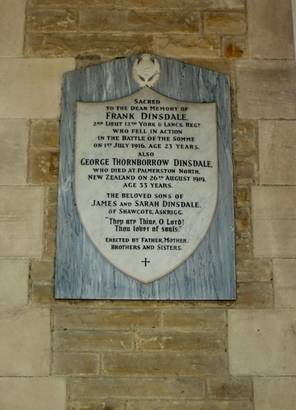 SACRED
TO THE DEAR MEMORY OF
FRANK DINSDALE,
2ND LIEUT 12TH YORK & LANCS. REGT.
WHO FELL IN ACTION
IN THE BATTLE OF THE SOMME
ON 1ST JULY 1916, AGE 23 YEARS.
ALSO
GEORGE THORNBORROW DINSDALE,
WHO DIED AT PALMERSTON NORTH,
NEW ZEALAND ON 26TH AUGUST 1919,
AGE 33 YEARS.
THE BELOVED SONS OF
JAMES AND SARAH DINSDALE,
OF SHAWCOTE, ASKRIGG.
"They are Thine, O Lord!
Thou lover of souls."
ERECTED BY FATHER, MOTHER,
BROTHERS AND SISTERS.